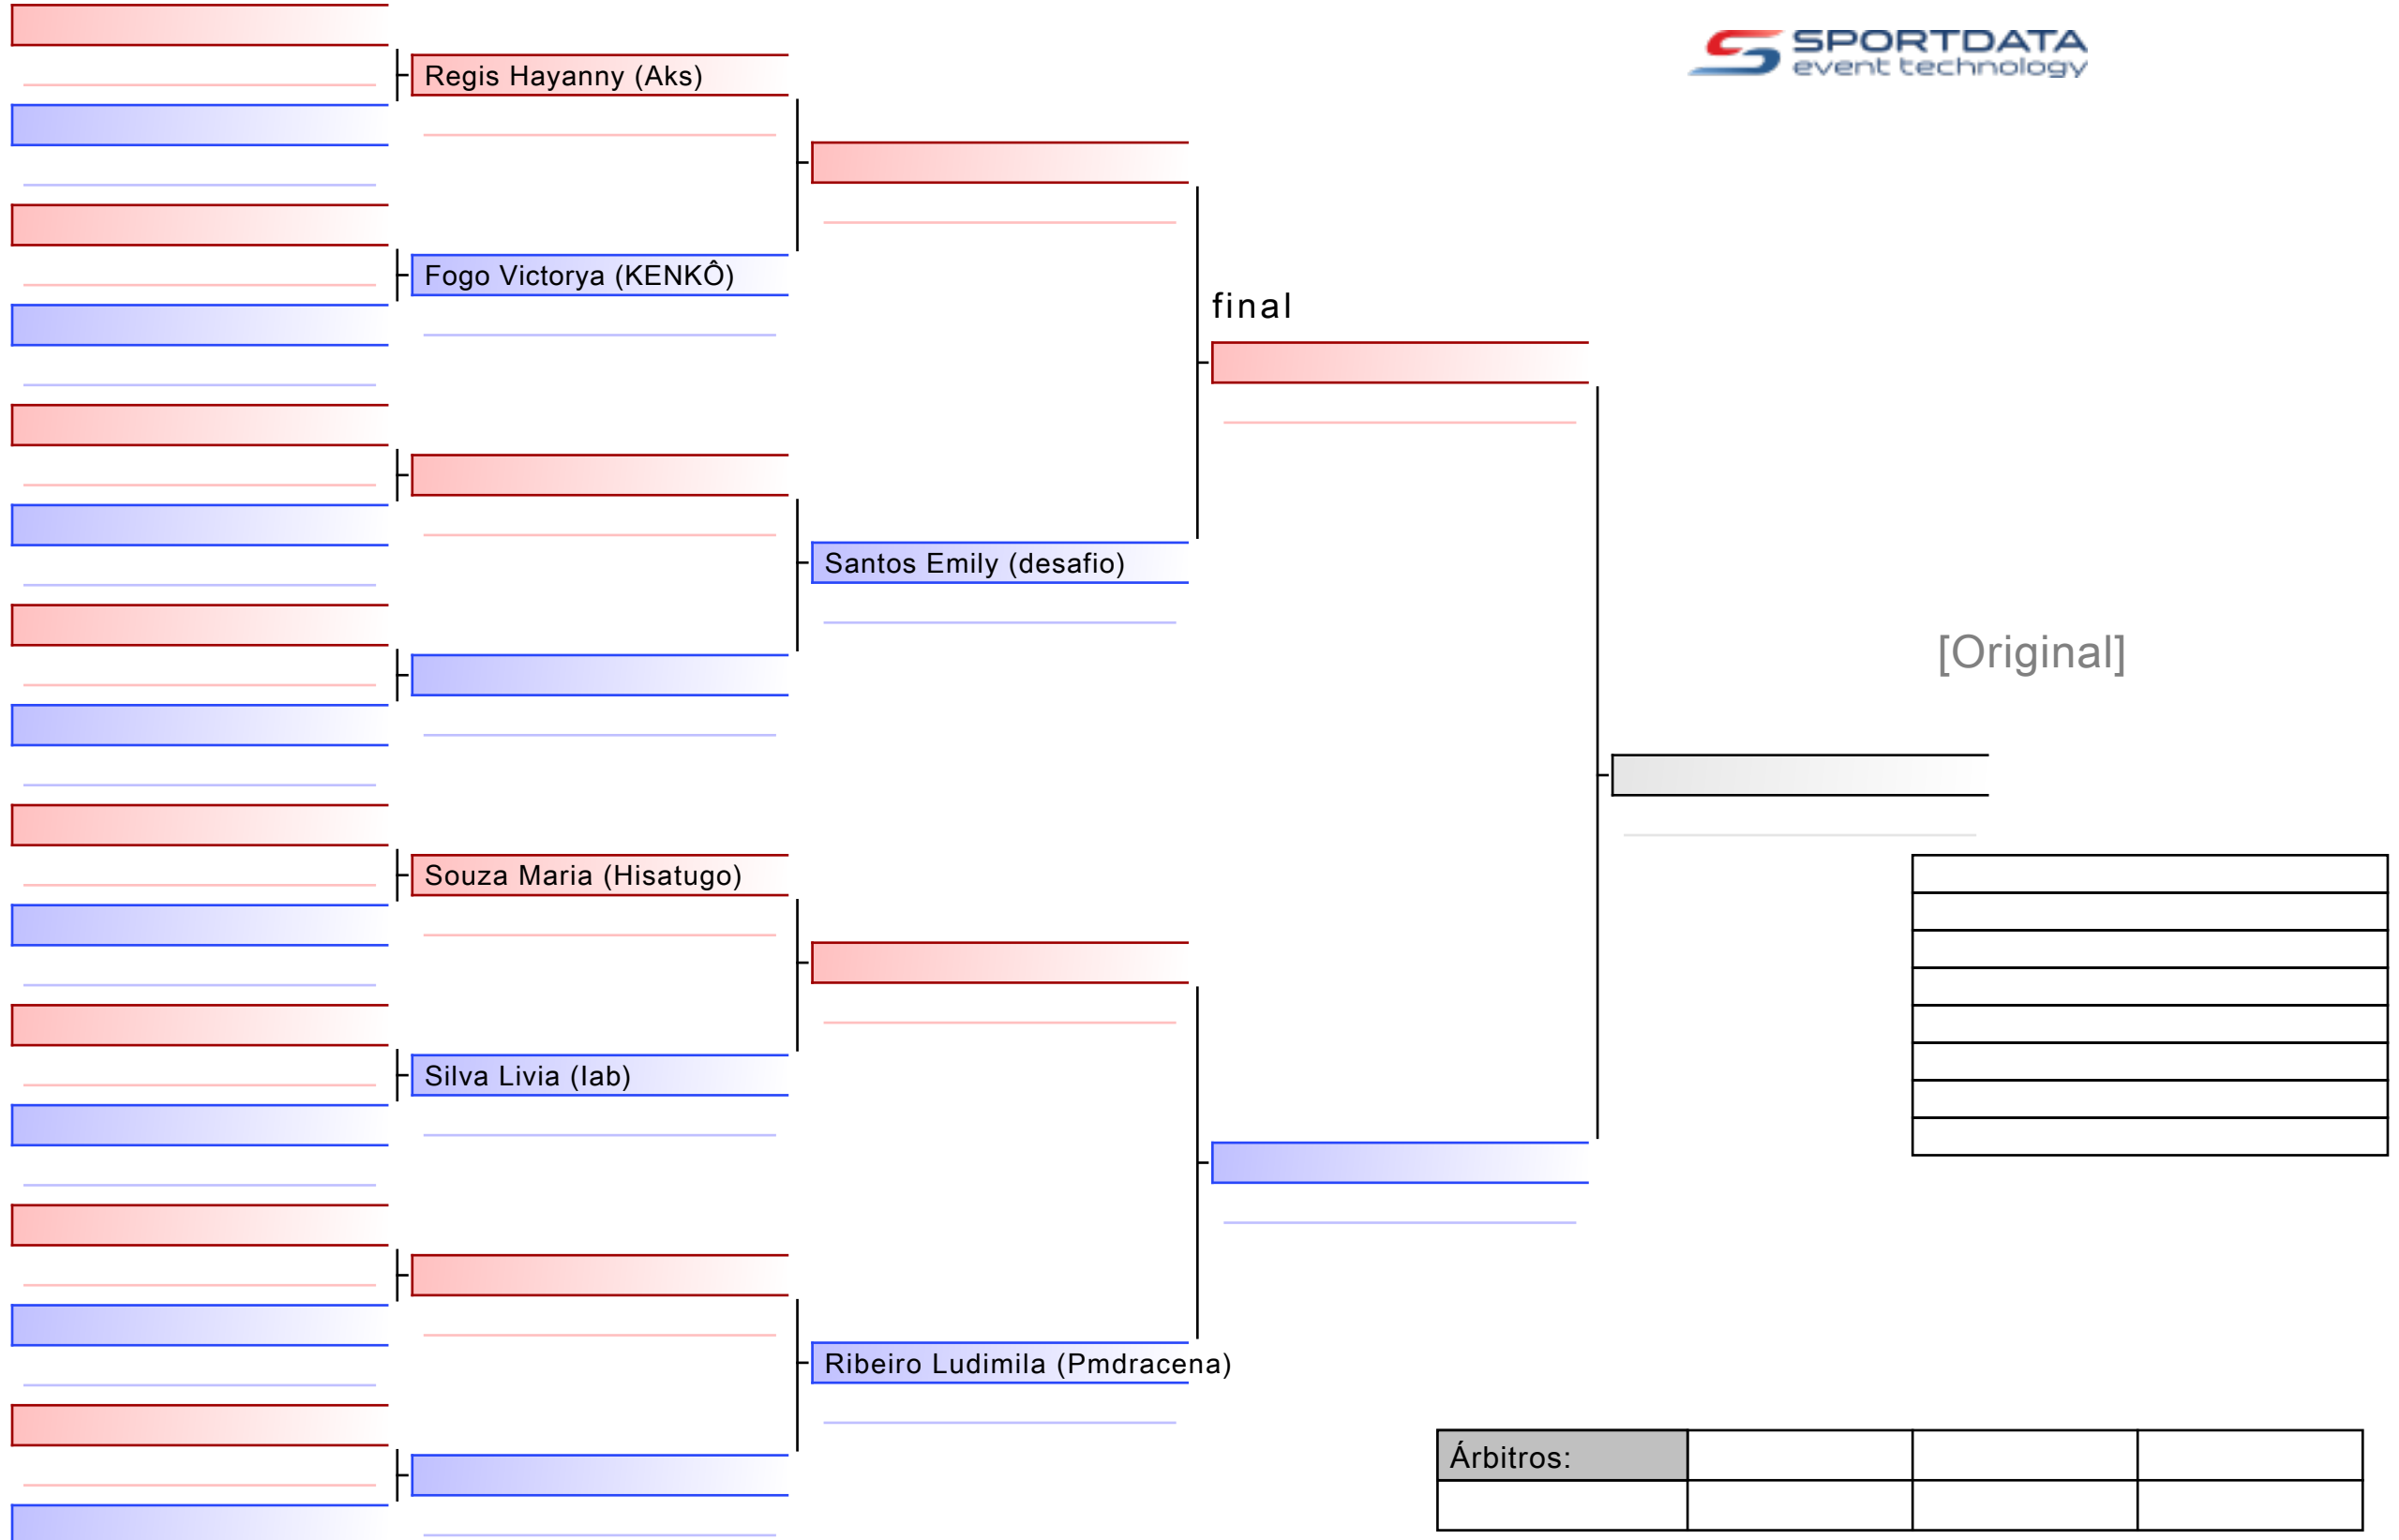 SPORTDATA
event technology
Regis Hayanny (Aks)
Fogo Victorya (KENKÔ)
final
Santos Emily (desafio)
[Original]
Souza Maria (Hisatugo)
Silva Livia (Iab)
Ribeiro Ludimila (Pmdracena)
Árbitros: